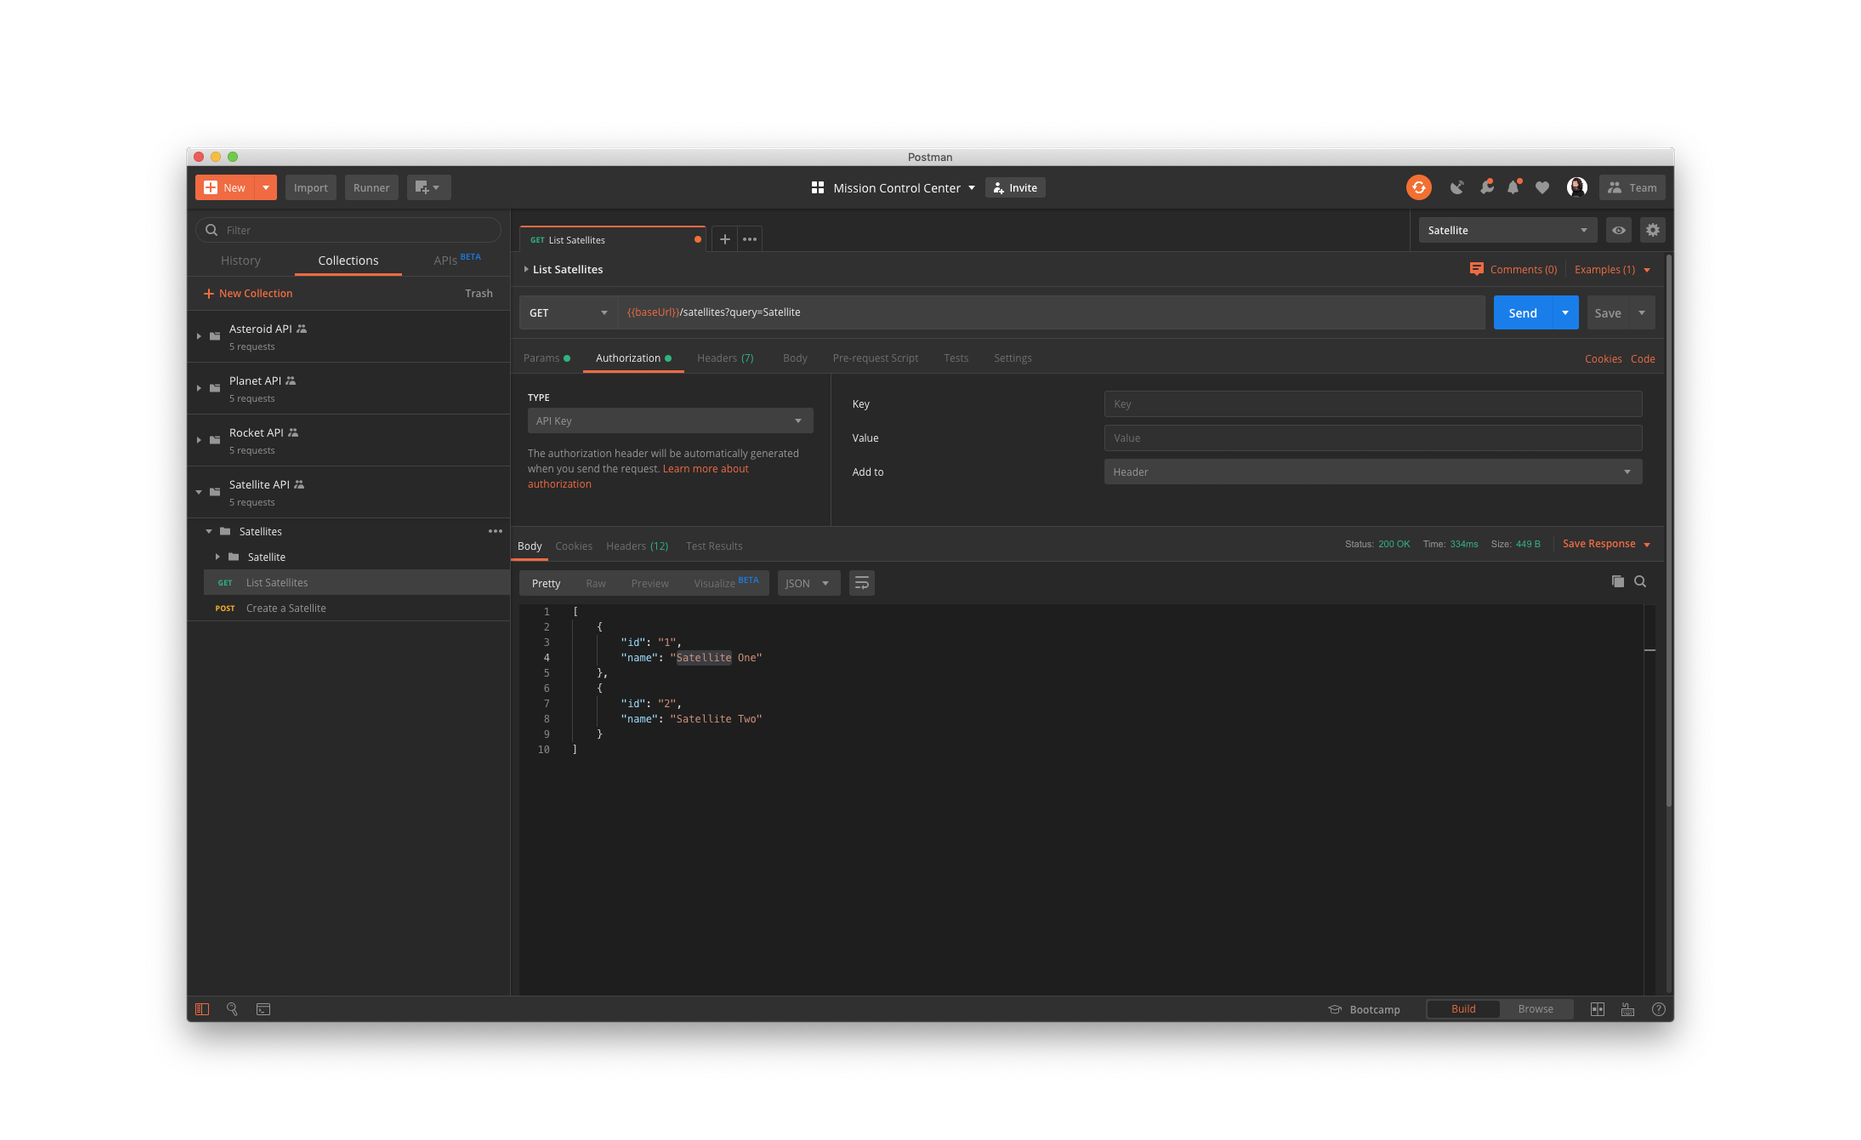 Postman
New
Import
Runner
Mission Control Center
Invite
Team
Filter
History
Collections
APIs BETA
New Collection
Trash
Asteroid API
5 requests
Planet API
5 requests
Rocket API
5 requests
Satellite API
5 requests
Satellites
Satellite
GET List Satellites
POST Create a Satellite
GET List Satellites
Satellite
List Satellites
Comments (0)
Examples (1)
GET
{{baseUrl}}/satellites?query=Satellite
Send
Save
Params
Authorization
Headers (7)
Body
Pre-request Script
Tests
Settings
Cookies
Code
TYPE
API Key
The authorization header will be automatically generated
when you send the request. Learn more about
authorization
Key
Key
Value
Value
Add to
Header
Body
Cookies
Headers (12)
Test Results
Status: 200 OK
Time: 334ms
Size: 449 B
Save Response
Pretty
Raw
Preview
Visualize BETA
JSON
1 [
2 {
3 "id": "1",
4 "name": "Satellite One"
5 },
6 {
7 "id": "2",
8 "name": "Satellite Two"
9 }
10 ]
Bootcamp
Build
Browse